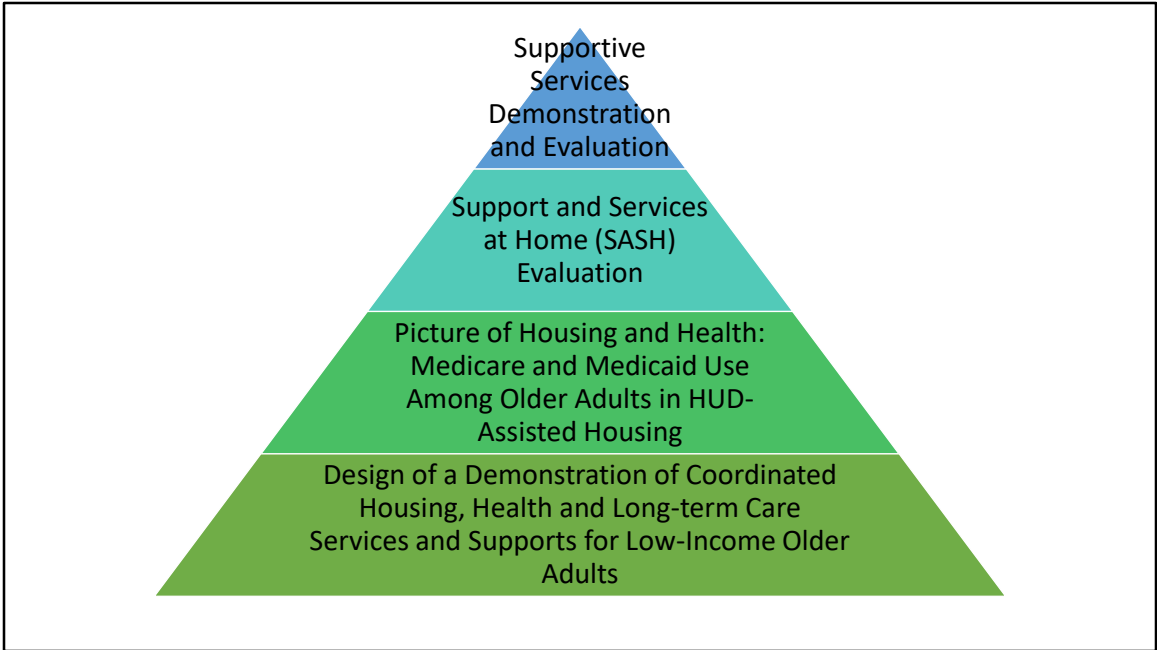 Supportive
Services
Demonstration
and Evaluation
Support and Services
at Home (SASH)
Evaluation
Picture of Housing and Health:
Medicare and Medicaid Use
Among Older Adults in HUD-
Assisted Housing
Design of a Demonstration of Coordinated
Housing, Health and Long-term Care
Services and Supports for Low-Income Older
Adults